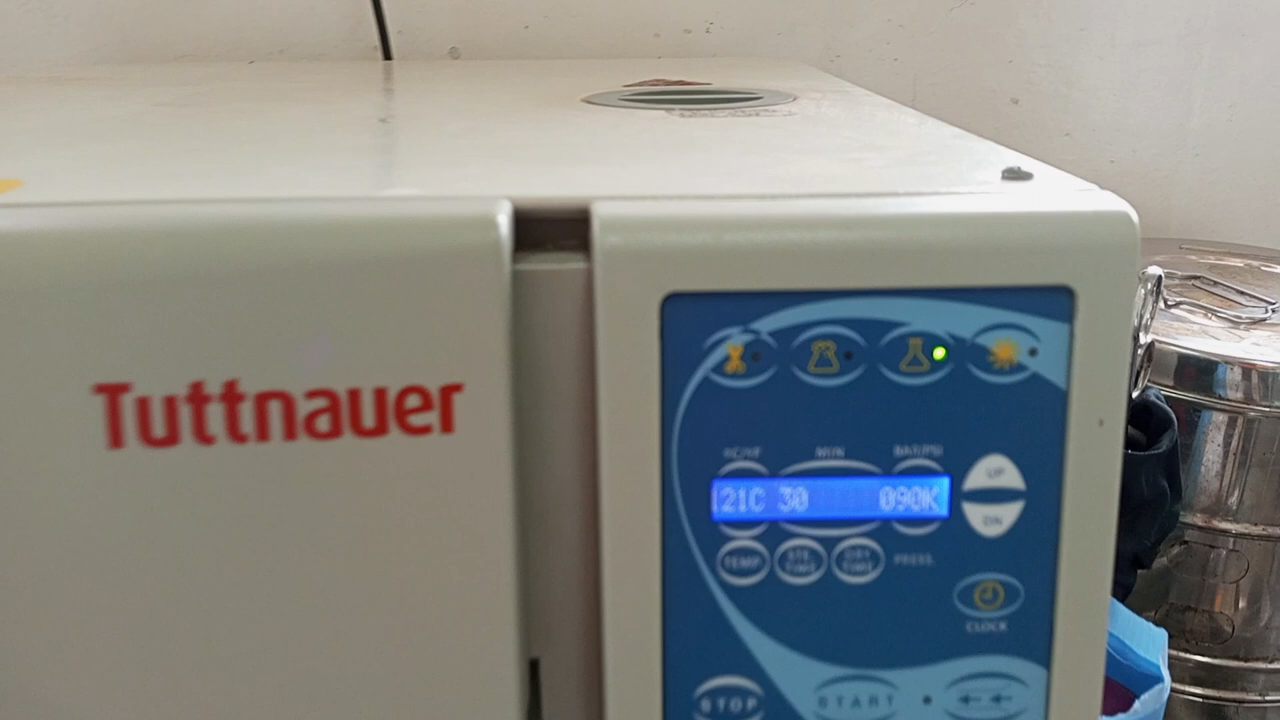 Tuttnauer
°C/°F MIN BAR/PSI
121C 30 090K
UP
DN
TEMP STE. TIME DRY TIME PRESS.
CLOCK
STOP START